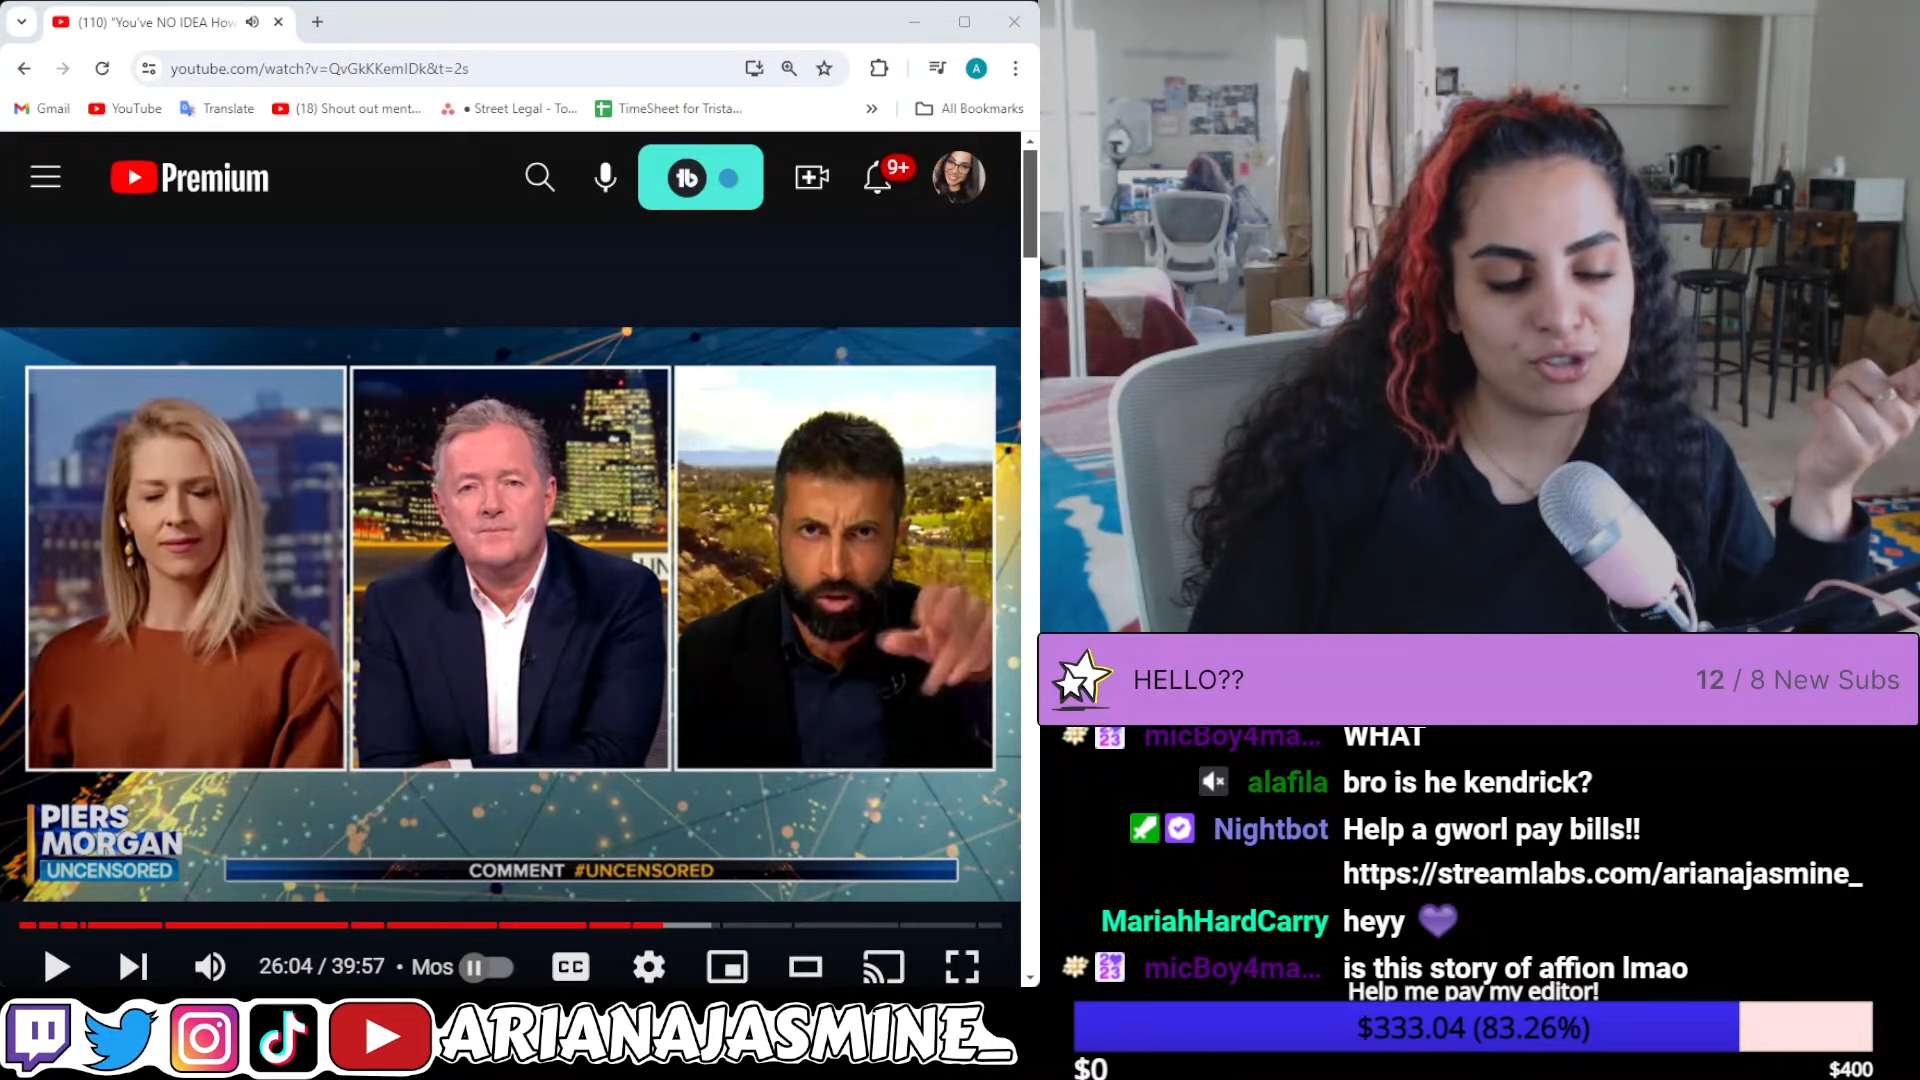 (110) "You've NO IDEA How
youtube.com/watch?v=QvGkKKemIDk&t=2s
A
Gmail
YouTube
Translate
(18) Shout out ment...
• Street Legal - To...
TimeSheet for Trista...
»
All Bookmarks
Premium
9+
PIERS
MORGAN
UNCENSORED
COMMENT #UNCENSORED
26:04 / 39:57 • Mos
CC
ARIANAJASMINE_
HELLO??
12 / 8 New Subs
micBoy4ma... WHAT
alafila bro is he kendrick?
Nightbot Help a gworl pay bills!!
https://streamlabs.com/arianajasmine_
MariahHardCarry heyy
micBoy4ma... is this story of affion lmao
Help me pay my editor!
$333.04 (83.26%)
$0
$400